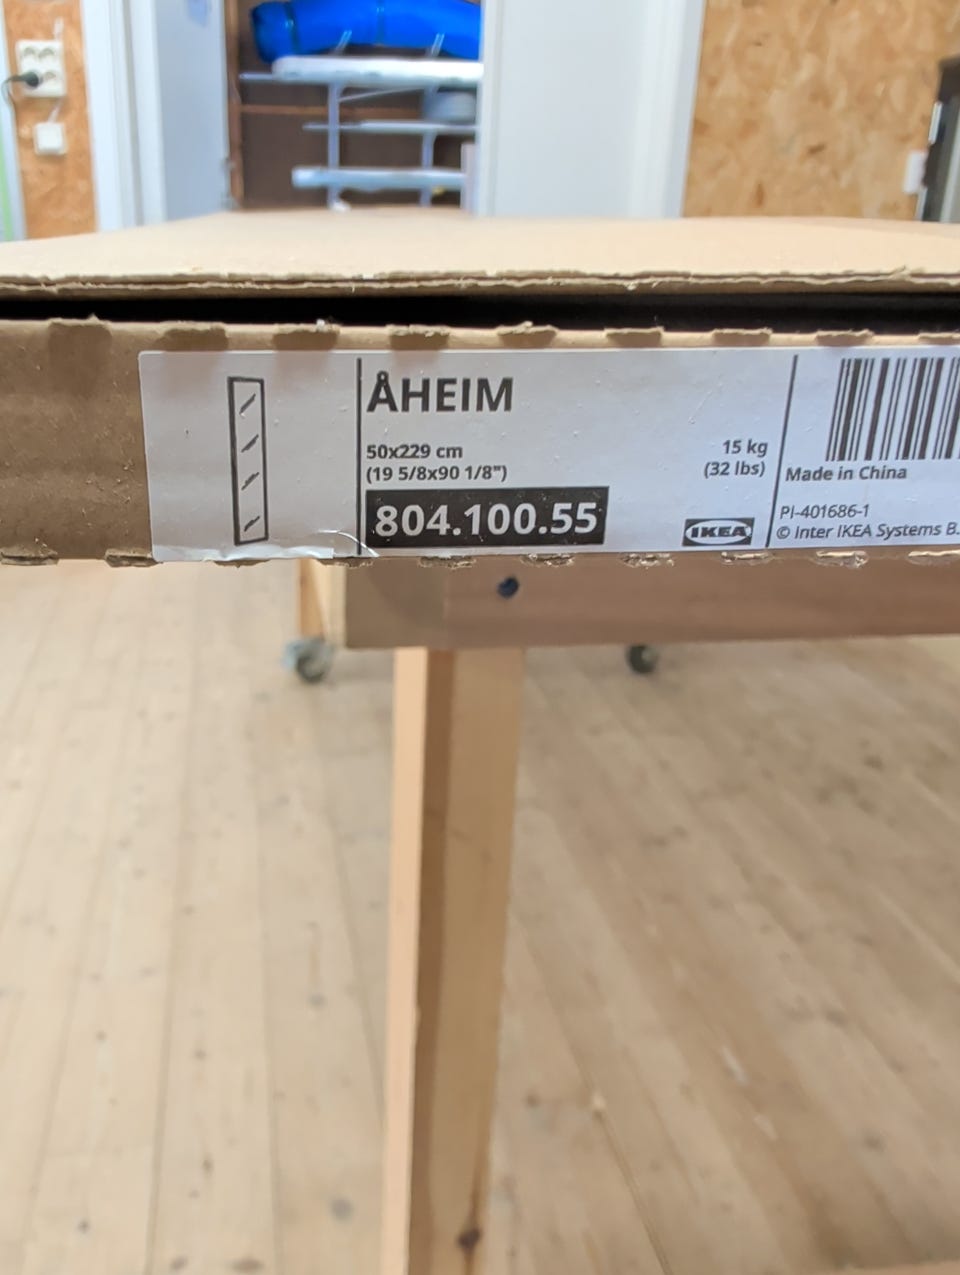 ÅHEIM
50x229 cm
(19 5/8x90 1/8")
15 kg
(32 lbs)
804.100.55
IKEA
Made in China
PI-401686-1
© Inter IKEA Systems B.